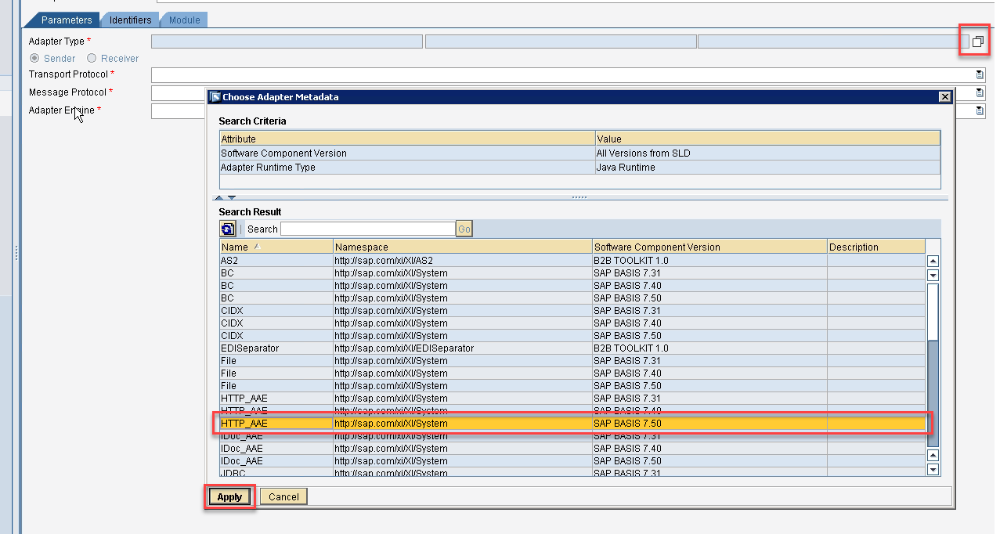 Parameters Identifiers Module
Adapter Type *
Sender Receiver
Transport Protocol *
Message Protocol *
Adapter Engine *
Choose Adapter Metadata
Search Criteria
Attribute Value
Software Component Version All Versions from SLD
Adapter Runtime Type Java Runtime
Search Result
Search Go
Name Namespace Software Component Version Description
AS2 http://sap.com/xi/XI/AS2 B2B TOOLKIT 1.0
BC http://sap.com/xi/XI/System SAP BASIS 7.31
BC http://sap.com/xi/XI/System SAP BASIS 7.40
BC http://sap.com/xi/XI/System SAP BASIS 7.50
CIDX http://sap.com/xi/XI/System SAP BASIS 7.31
CIDX http://sap.com/xi/XI/System SAP BASIS 7.40
CIDX http://sap.com/xi/XI/System SAP BASIS 7.50
EDISeparator http://sap.com/xi/XI/EDISeparator B2B TOOLKIT 1.0
File http://sap.com/xi/XI/System SAP BASIS 7.31
File http://sap.com/xi/XI/System SAP BASIS 7.40
File http://sap.com/xi/XI/System SAP BASIS 7.50
HTTP_AAE http://sap.com/xi/XI/System SAP BASIS 7.31
HTTP_AAE http://sap.com/xi/XI/System SAP BASIS 7.40
HTTP_AAE http://sap.com/xi/XI/System SAP BASIS 7.50
IDoc_AAE http://sap.com/xi/XI/System SAP BASIS 7.31
IDoc_AAE http://sap.com/xi/XI/System SAP BASIS 7.40
IDoc_AAE http://sap.com/xi/XI/System SAP BASIS 7.50
JDBC http://sap.com/xi/XI/System SAP BASIS 7.31
Apply Cancel